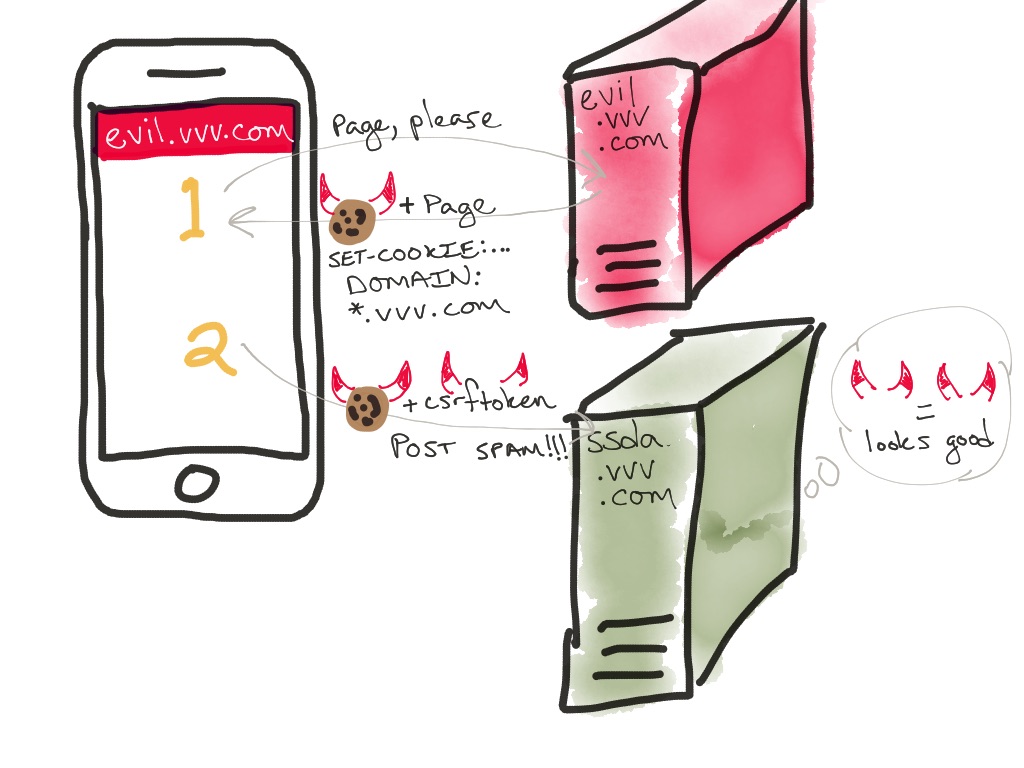 evil.vvv.com
1
2
Page, please
+ Page
SET-COOKIE:...
DOMAIN:
*.vvv.com
+ csrftoken
POST SPAM!!!
evil
.vvv
.com
ssola.
.vvv
.com
=
looks good